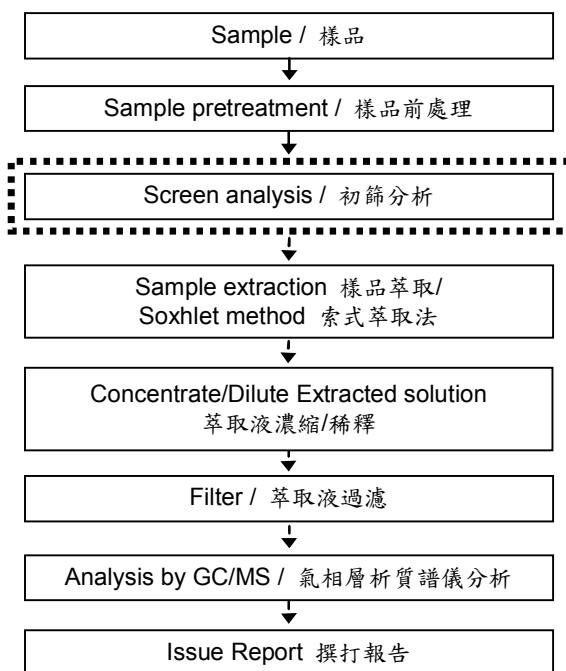 Sample / 樣品
Sample pretreatment / 樣品前處理
Screen analysis / 初篩分析
Sample extraction 樣品萃取/
Soxhlet method 索式萃取法
Concentrate/Dilute Extracted solution
萃取液濃縮/稀釋
Filter / 萃取液過濾
Analysis by GC/MS / 氣相層析質譜儀分析
Issue Report 撰打報告